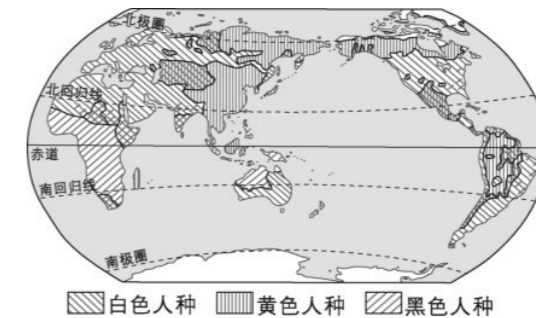 北极圈
北回归线
赤道
南回归线
南极圈
白色人种 黄色人种 黑色人种